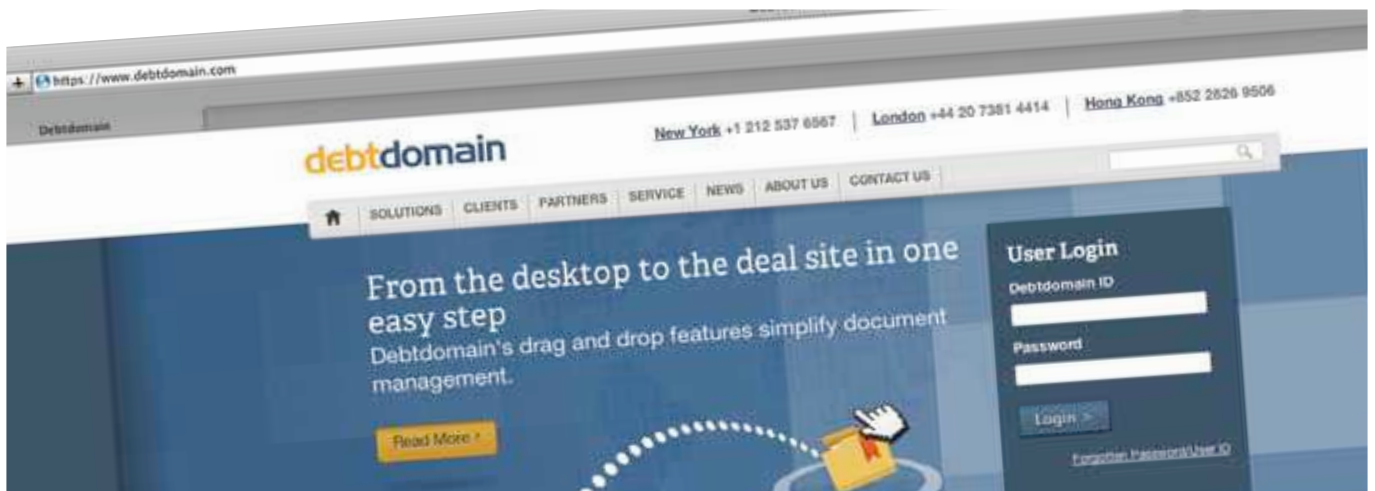 https://www.debtdomain.com
Debtdomain
debtdomain
New York +1 212 537 6567 | London +44 20 7381 4414 | Hong Kong +852 2826 9506
SOLUTIONS CLIENTS PARTNERS SERVICE NEWS ABOUT US CONTACT US
From the desktop to the deal site in one
easy step
Debtdomain's drag and drop features simplify document
management.
Read More
User Login
Debtdomain ID
Password
Login >
Forgotten Password/User ID